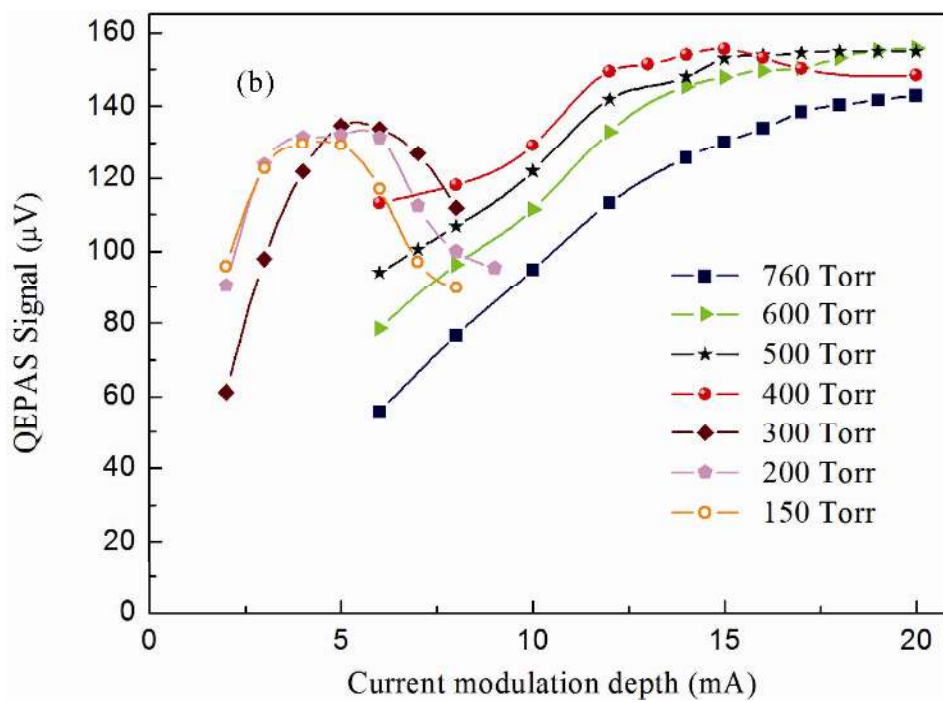 160
140
120
100
80
60
40
20
0
QEPAS Signal (μV)
(b)
760 Torr
600 Torr
500 Torr
400 Torr
300 Torr
200 Torr
150 Torr
0 5 10 15 20
Current modulation depth (mA)